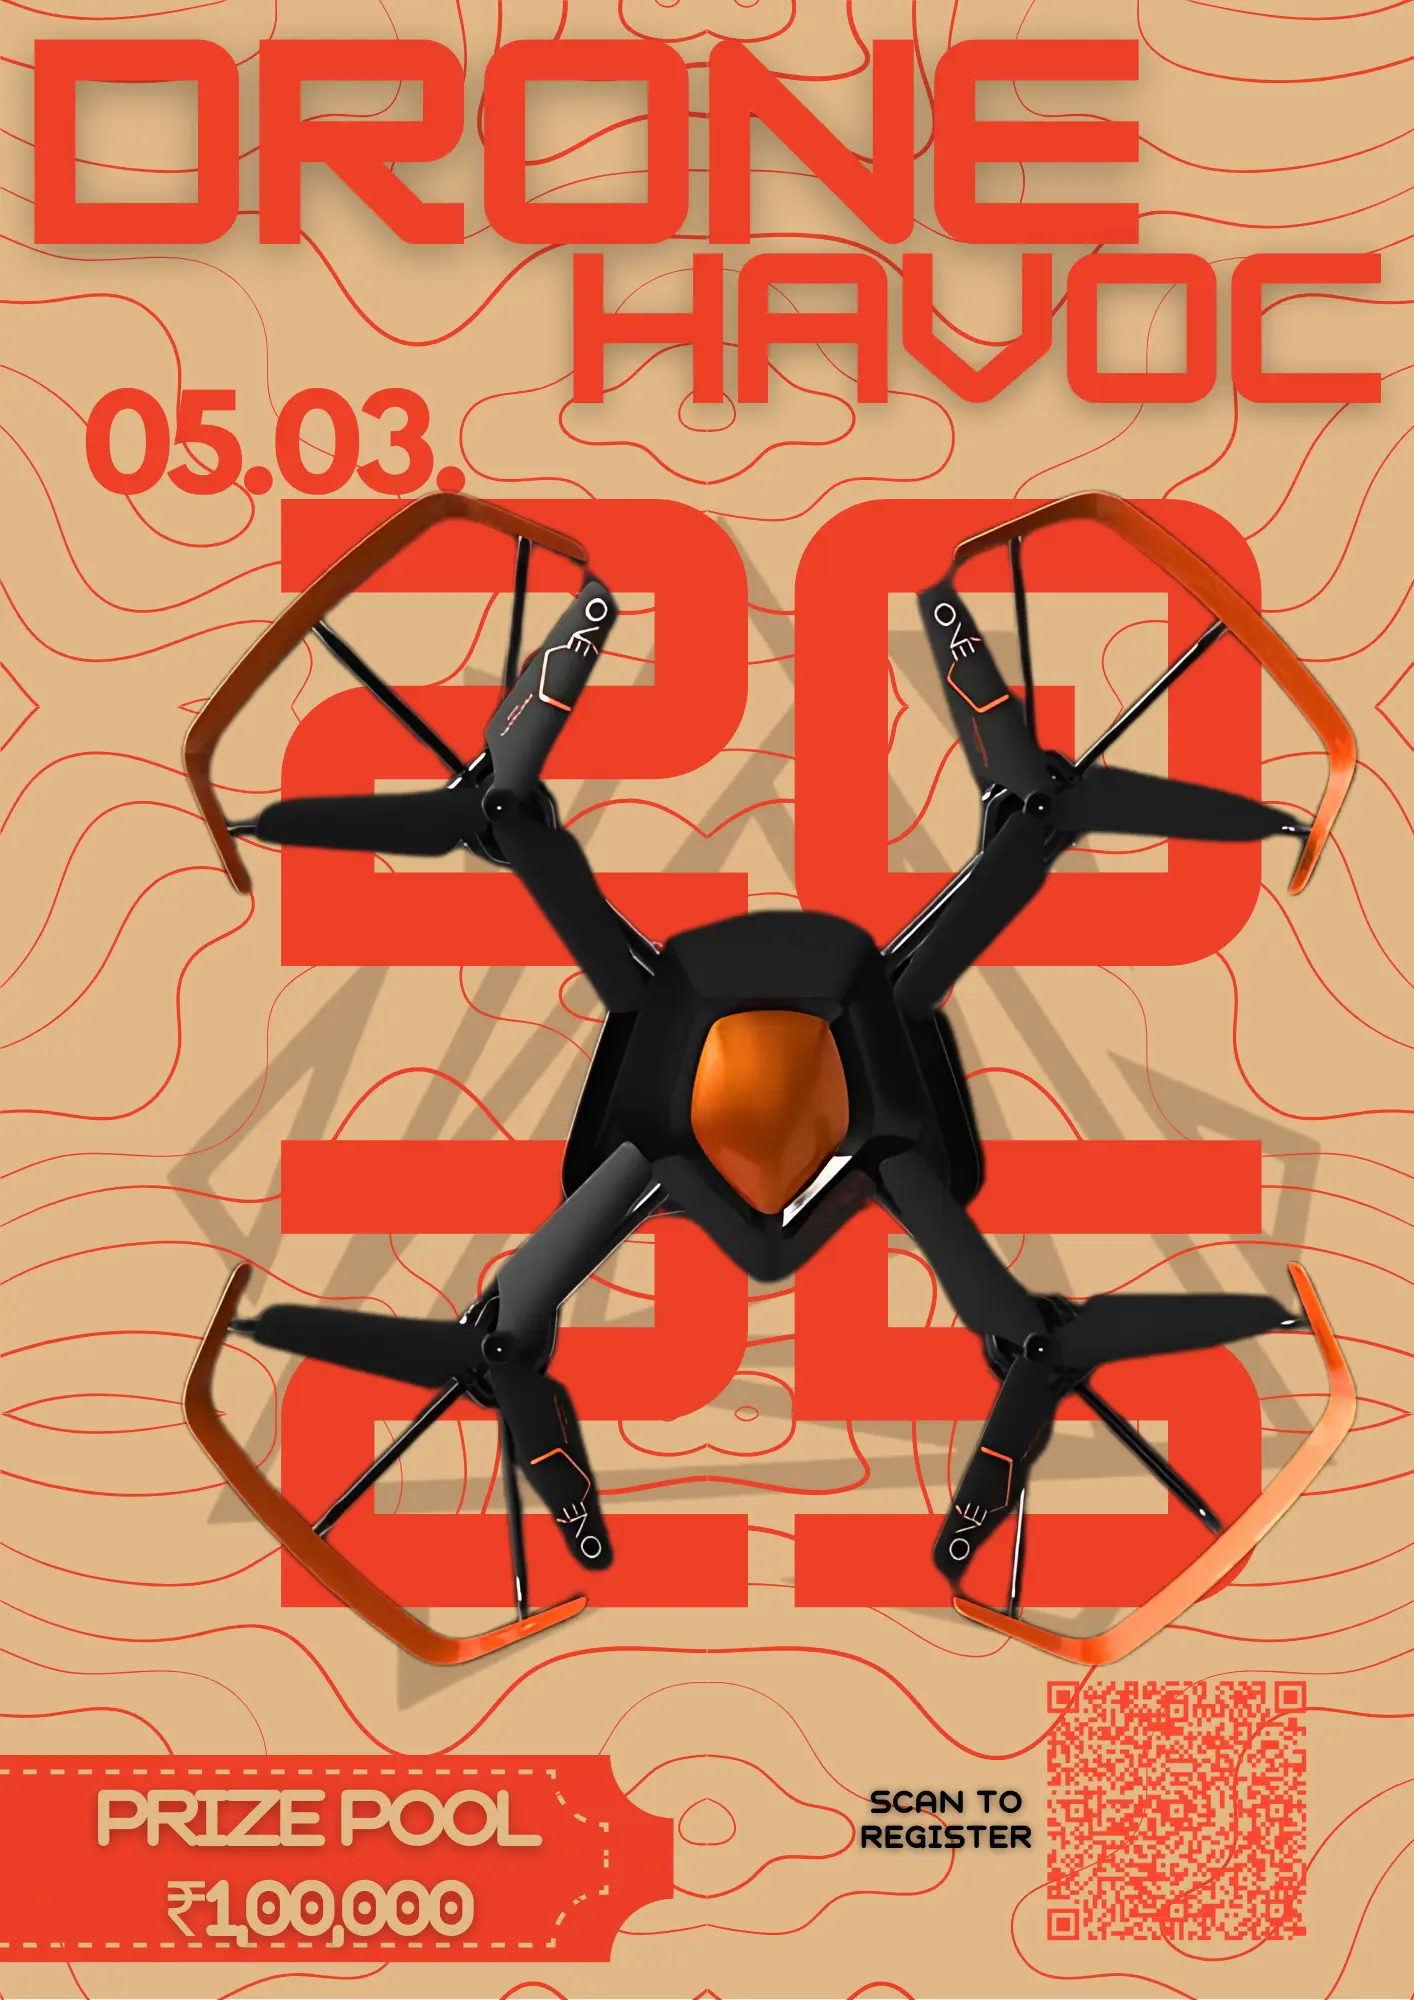 DRONE
HAVOC
05.03.
20
25
PRIZE POOL
₹1,00,000
SCAN TO
REGISTER